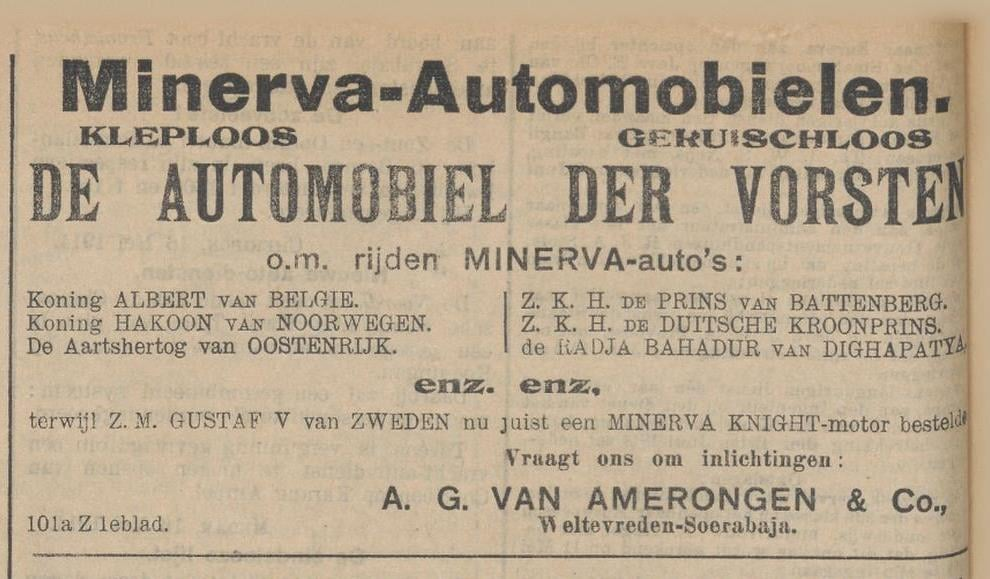 Minerva-Automobielen.
KLEPLOOS GERUISCHLOOS
DE AUTOMOBIEL DER VORSTEN
o.m. rijden MINERVA-auto's:
Koning ALBERT VAN BELGIE.
Koning HAKOON VAN NOORWEGEN.
De Aartshertog van OOSTENRIJK.
Z. K. H. DE PRINS VAN BATTENBERG.
Z. K. H. DE DUITSCHE KROONPRINS.
de RADJA BAHADUR VAN DIGHAPATYA,
enz. enz.
terwijl Z. M. GUSTAF V van ZWEDEN nu juist een MINERVA KNIGHT-motor bestelde
Vraagt ons om inlichtingen:
A. G. VAN AMERONGEN & Co.,
101a Z 1eblad. Weltevreden-Soerabaja.